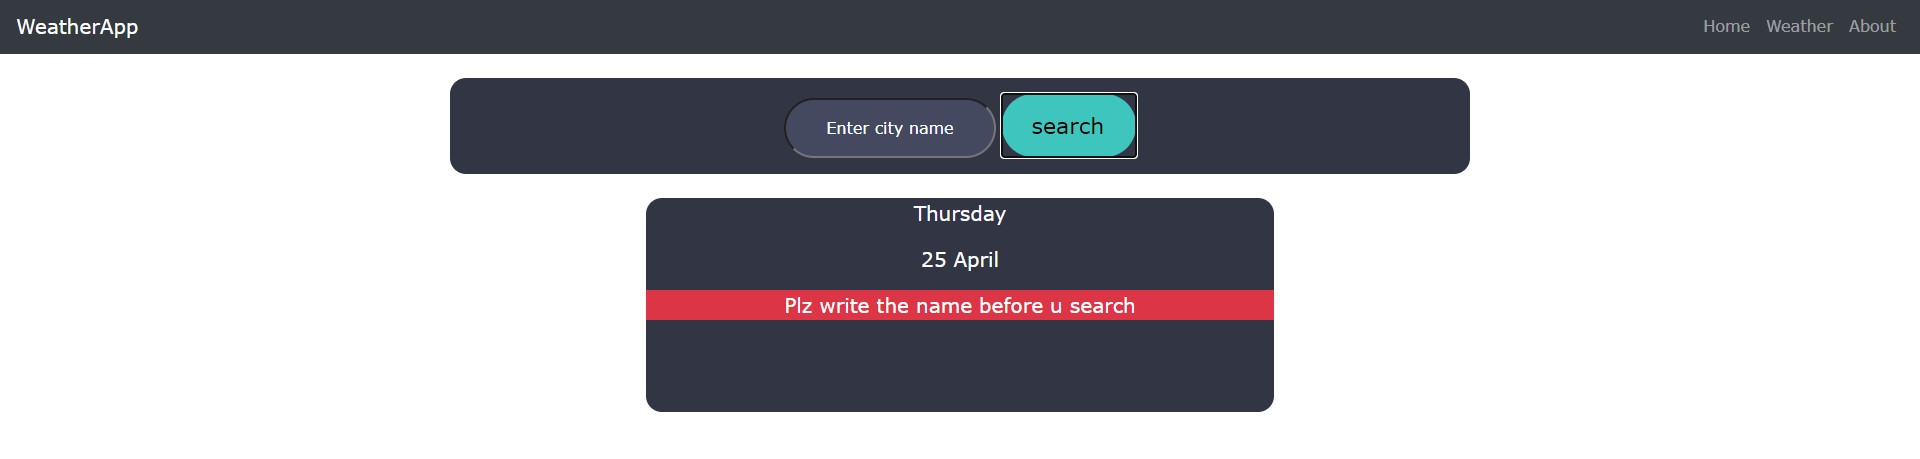 WeatherApp
Home Weather About
Enter city name search
Thursday
25 April
Plz write the name before u search